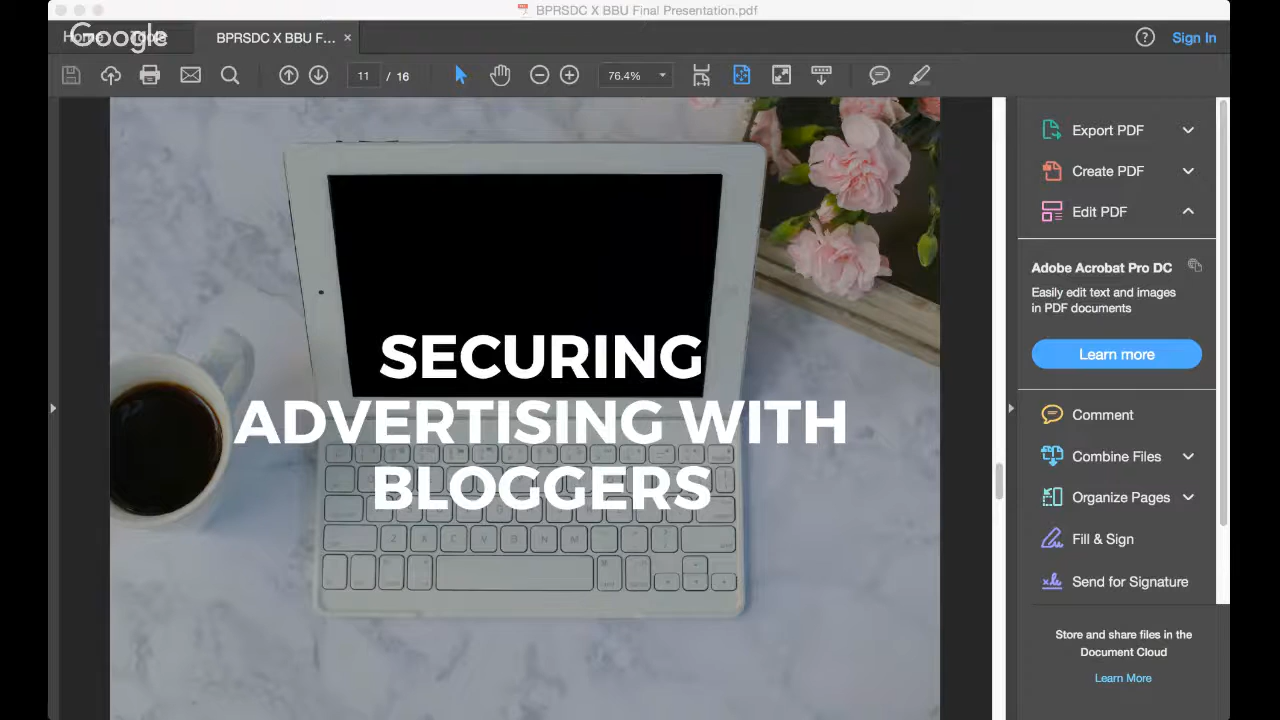 BPRSDC X BBU Final Presentation.pdf
Google
BPRSDC X BBU F... ×
? Sign In
11 / 16
76.4%
Export PDF
Create PDF
Edit PDF
Adobe Acrobat Pro DC
Easily edit text and images
in PDF documents
Learn more
Comment
Combine Files
Organize Pages
Fill & Sign
Send for Signature
Store and share files in the
Document Cloud
Learn More
SECURING
ADVERTISING WITH
BLOGGERS
Z X C V B N M